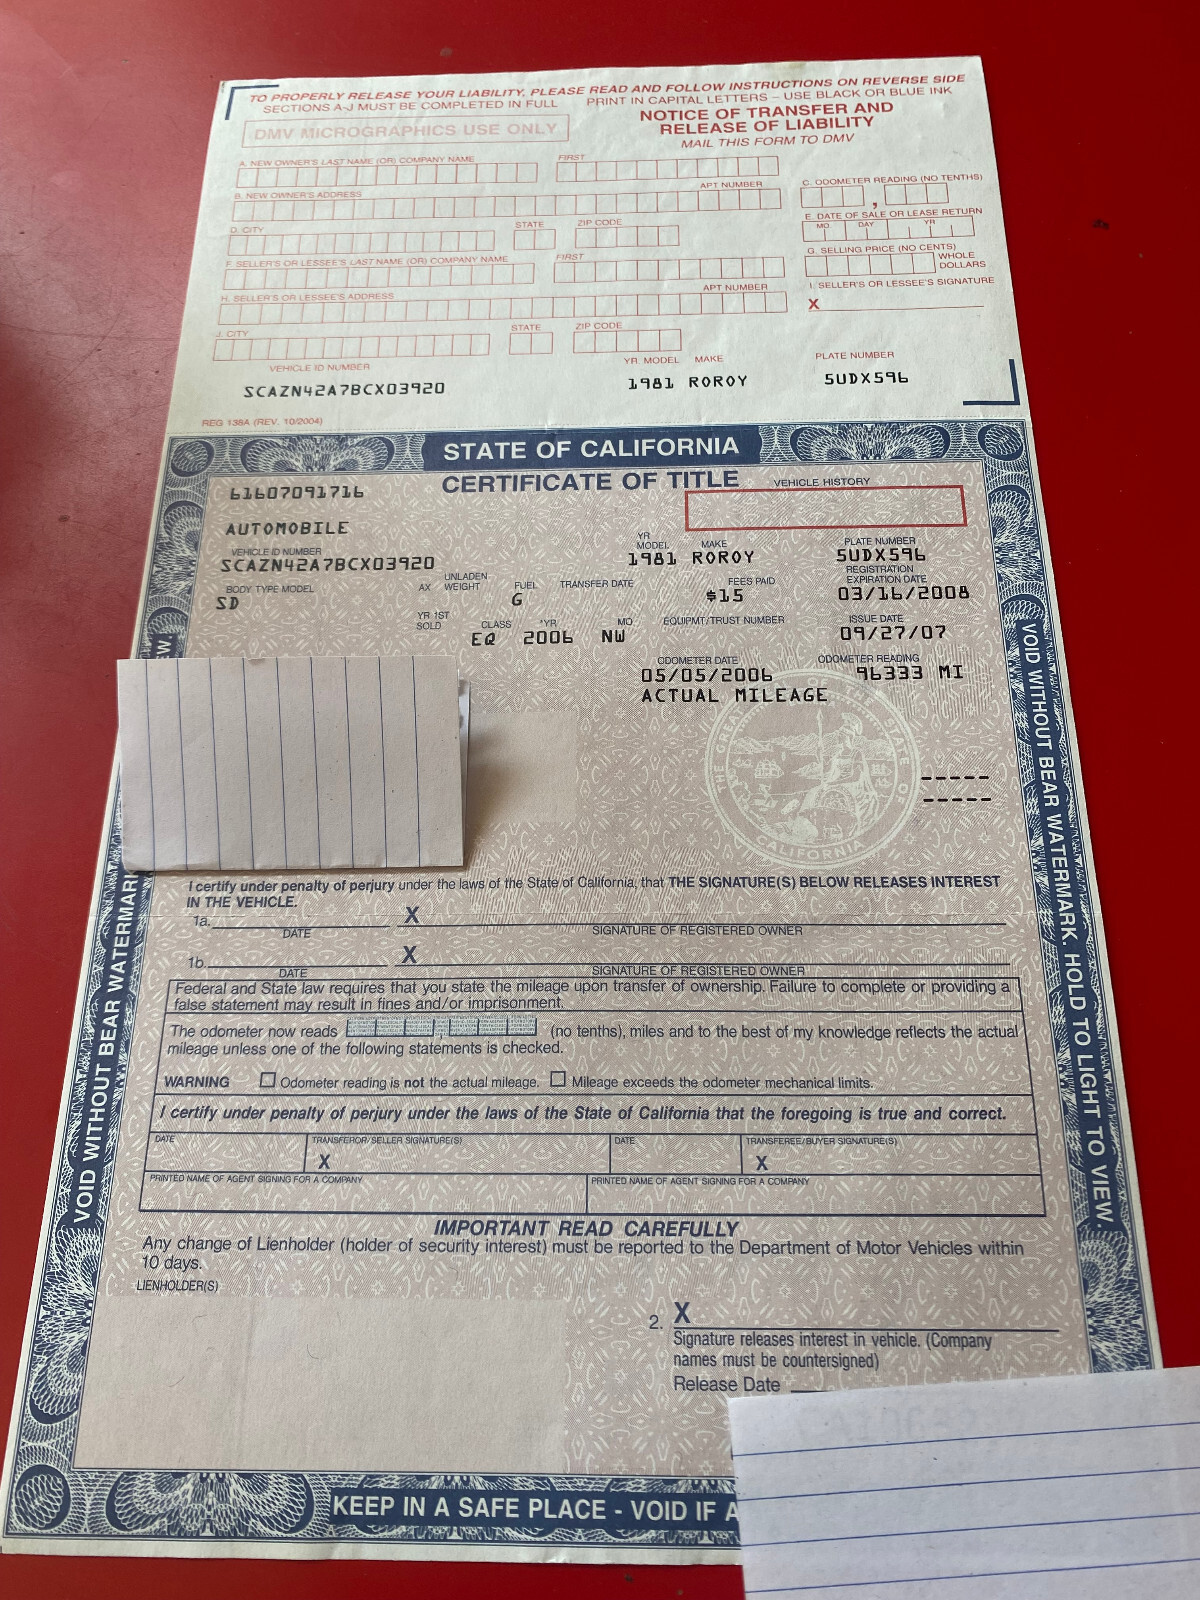 TO PROPERLY RELEASE YOUR LIABILITY, PLEASE READ AND FOLLOW INSTRUCTIONS ON REVERSE SIDE
SECTIONS A-J MUST BE COMPLETED IN FULL PRINT IN CAPITAL LETTERS – USE BLACK OR BLUE INK
DMV MICROGRAPHICS USE ONLY
NOTICE OF TRANSFER AND
RELEASE OF LIABILITY
MAIL THIS FORM TO DMV
A. NEW OWNER'S LAST NAME (OR) COMPANY NAME FIRST
B. NEW OWNER'S ADDRESS APT NUMBER
C. ODOMETER READING (NO TENTHS)
,
D. CITY STATE ZIP CODE
E. DATE OF SALE OR LEASE RETURN
MO. DAY YR
F. SELLER'S OR LESSEE'S LAST NAME (OR) COMPANY NAME FIRST
G. SELLING PRICE (NO CENTS)
WHOLE
DOLLARS
H. SELLER'S OR LESSEE'S ADDRESS APT NUMBER
I. SELLER'S OR LESSEE'S SIGNATURE
X
J. CITY STATE ZIP CODE
VEHICLE ID NUMBER YR. MODEL MAKE PLATE NUMBER
SCAZN42A7BCX03920 1981 ROROY 5UDX596
REG 138A (REV. 10/2004)
STATE OF CALIFORNIA
CERTIFICATE OF TITLE
VEHICLE HISTORY
61607091716
AUTOMOBILE
VEHICLE ID NUMBER YR MODEL MAKE PLATE NUMBER
SCAZN42A7BCX03920 1981 ROROY 5UDX596
BODY TYPE MODEL AX UNLADEN WEIGHT FUEL TRANSFER DATE FEES PAID REGISTRATION EXPIRATION DATE
SD G $15 03/16/2008
YR 1ST SOLD CLASS *YR MO EQUIPMT/TRUST NUMBER ISSUE DATE
EQ 2006 NW 09/27/07
ODOMETER DATE ODOMETER READING
05/05/2006 96333 MI
ACTUAL MILEAGE
THE GREAT SEAL OF THE STATE OF CALIFORNIA
-----
-----
I certify under penalty of perjury under the laws of the State of California, that THE SIGNATURE(S) BELOW RELEASES INTEREST
IN THE VEHICLE.
1a. X
DATE SIGNATURE OF REGISTERED OWNER
1b. X
DATE SIGNATURE OF REGISTERED OWNER
Federal and State law requires that you state the mileage upon transfer of ownership. Failure to complete or providing a
false statement may result in fines and/or imprisonment.
The odometer now reads (no tenths), miles and to the best of my knowledge reflects the actual
mileage unless one of the following statements is checked.
WARNING Odometer reading is not the actual mileage. Mileage exceeds the odometer mechanical limits.
I certify under penalty of perjury under the laws of the State of California that the foregoing is true and correct.
DATE TRANSFEROR/SELLER SIGNATURE(S) DATE TRANSFEREE/BUYER SIGNATURE(S)
X X
PRINTED NAME OF AGENT SIGNING FOR A COMPANY PRINTED NAME OF AGENT SIGNING FOR A COMPANY
IMPORTANT READ CAREFULLY
Any change of Lienholder (holder of security interest) must be reported to the Department of Motor Vehicles within
10 days.
LIENHOLDER(S)
2. X
Signature releases interest in vehicle. (Company
names must be countersigned)
Release Date
KEEP IN A SAFE PLACE - VOID IF A
VOID WITHOUT BEAR WATERMARK
EW
VOID WITHOUT BEAR WATERMARK. HOLD TO LIGHT TO VIEW.